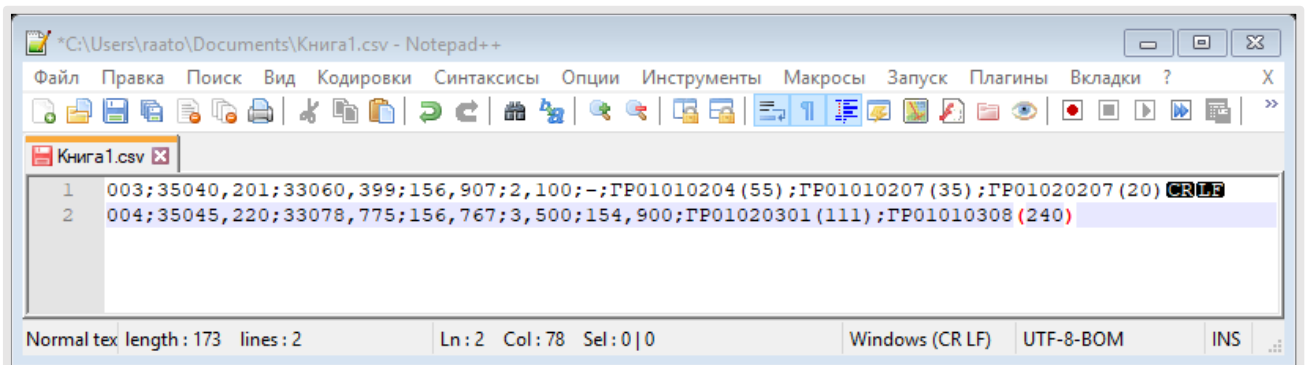 *C:\Users\raato\Documents\Книга1.csv - Notepad++
Файл Правка Поиск Вид Кодировки Синтаксисы Опции Инструменты Макросы Запуск Плагины Вкладки ? X
Книга1.csv
1 003;35040,201;33060,399;156,907;2,100;-;ГР01010204(55);ГР01010207(35);ГР01020207(20)CRLF
2 004;35045,220;33078,775;156,767;3,500;154,900;ГР01020301(111);ГР01010308(240)
Normal tex length : 173 lines : 2 Ln : 2 Col : 78 Sel : 0 | 0 Windows (CR LF) UTF-8-BOM INS